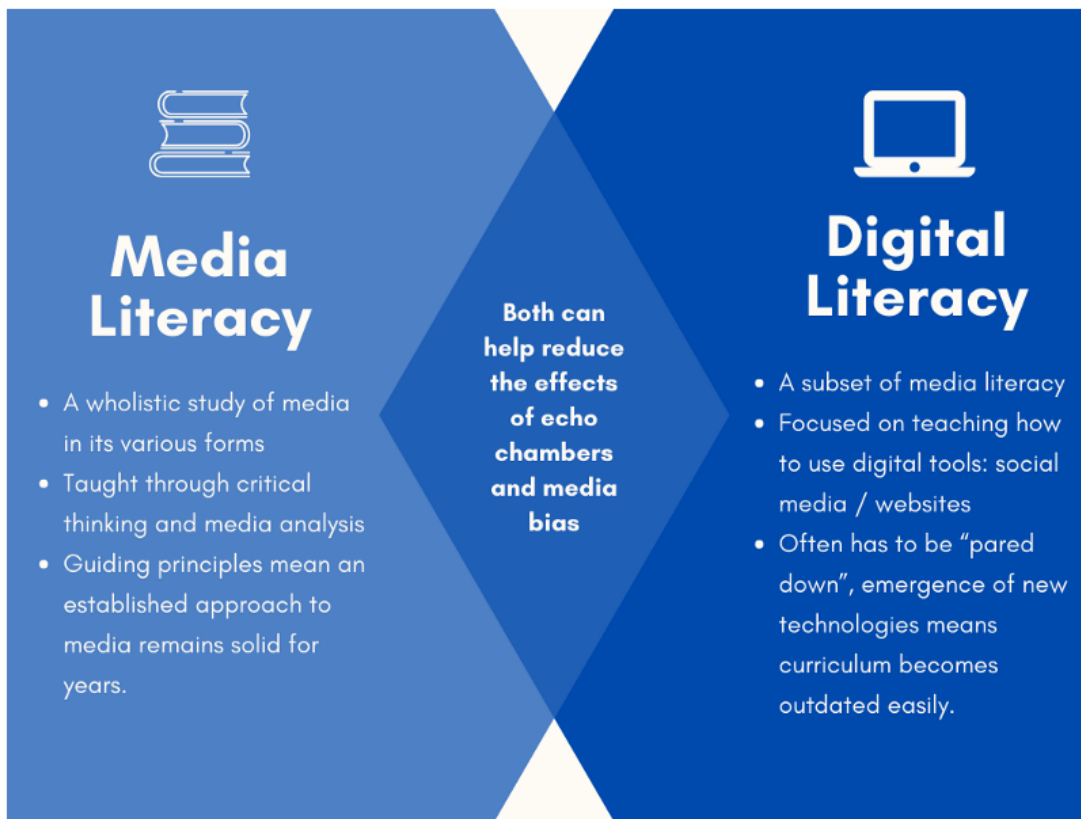 Media
Literacy
• A wholistic study of media
in its various forms
• Taught through critical
thinking and media analysis
• Guiding principles mean an
established approach to
media remains solid for
years.
Both can
help reduce
the effects
of echo
chambers
and media
bias
Digital
Literacy
• A subset of media literacy
• Focused on teaching how
to use digital tools: social
media / websites
• Often has to be “pared
down”, emergence of new
technologies means
curriculum becomes
outdated easily.